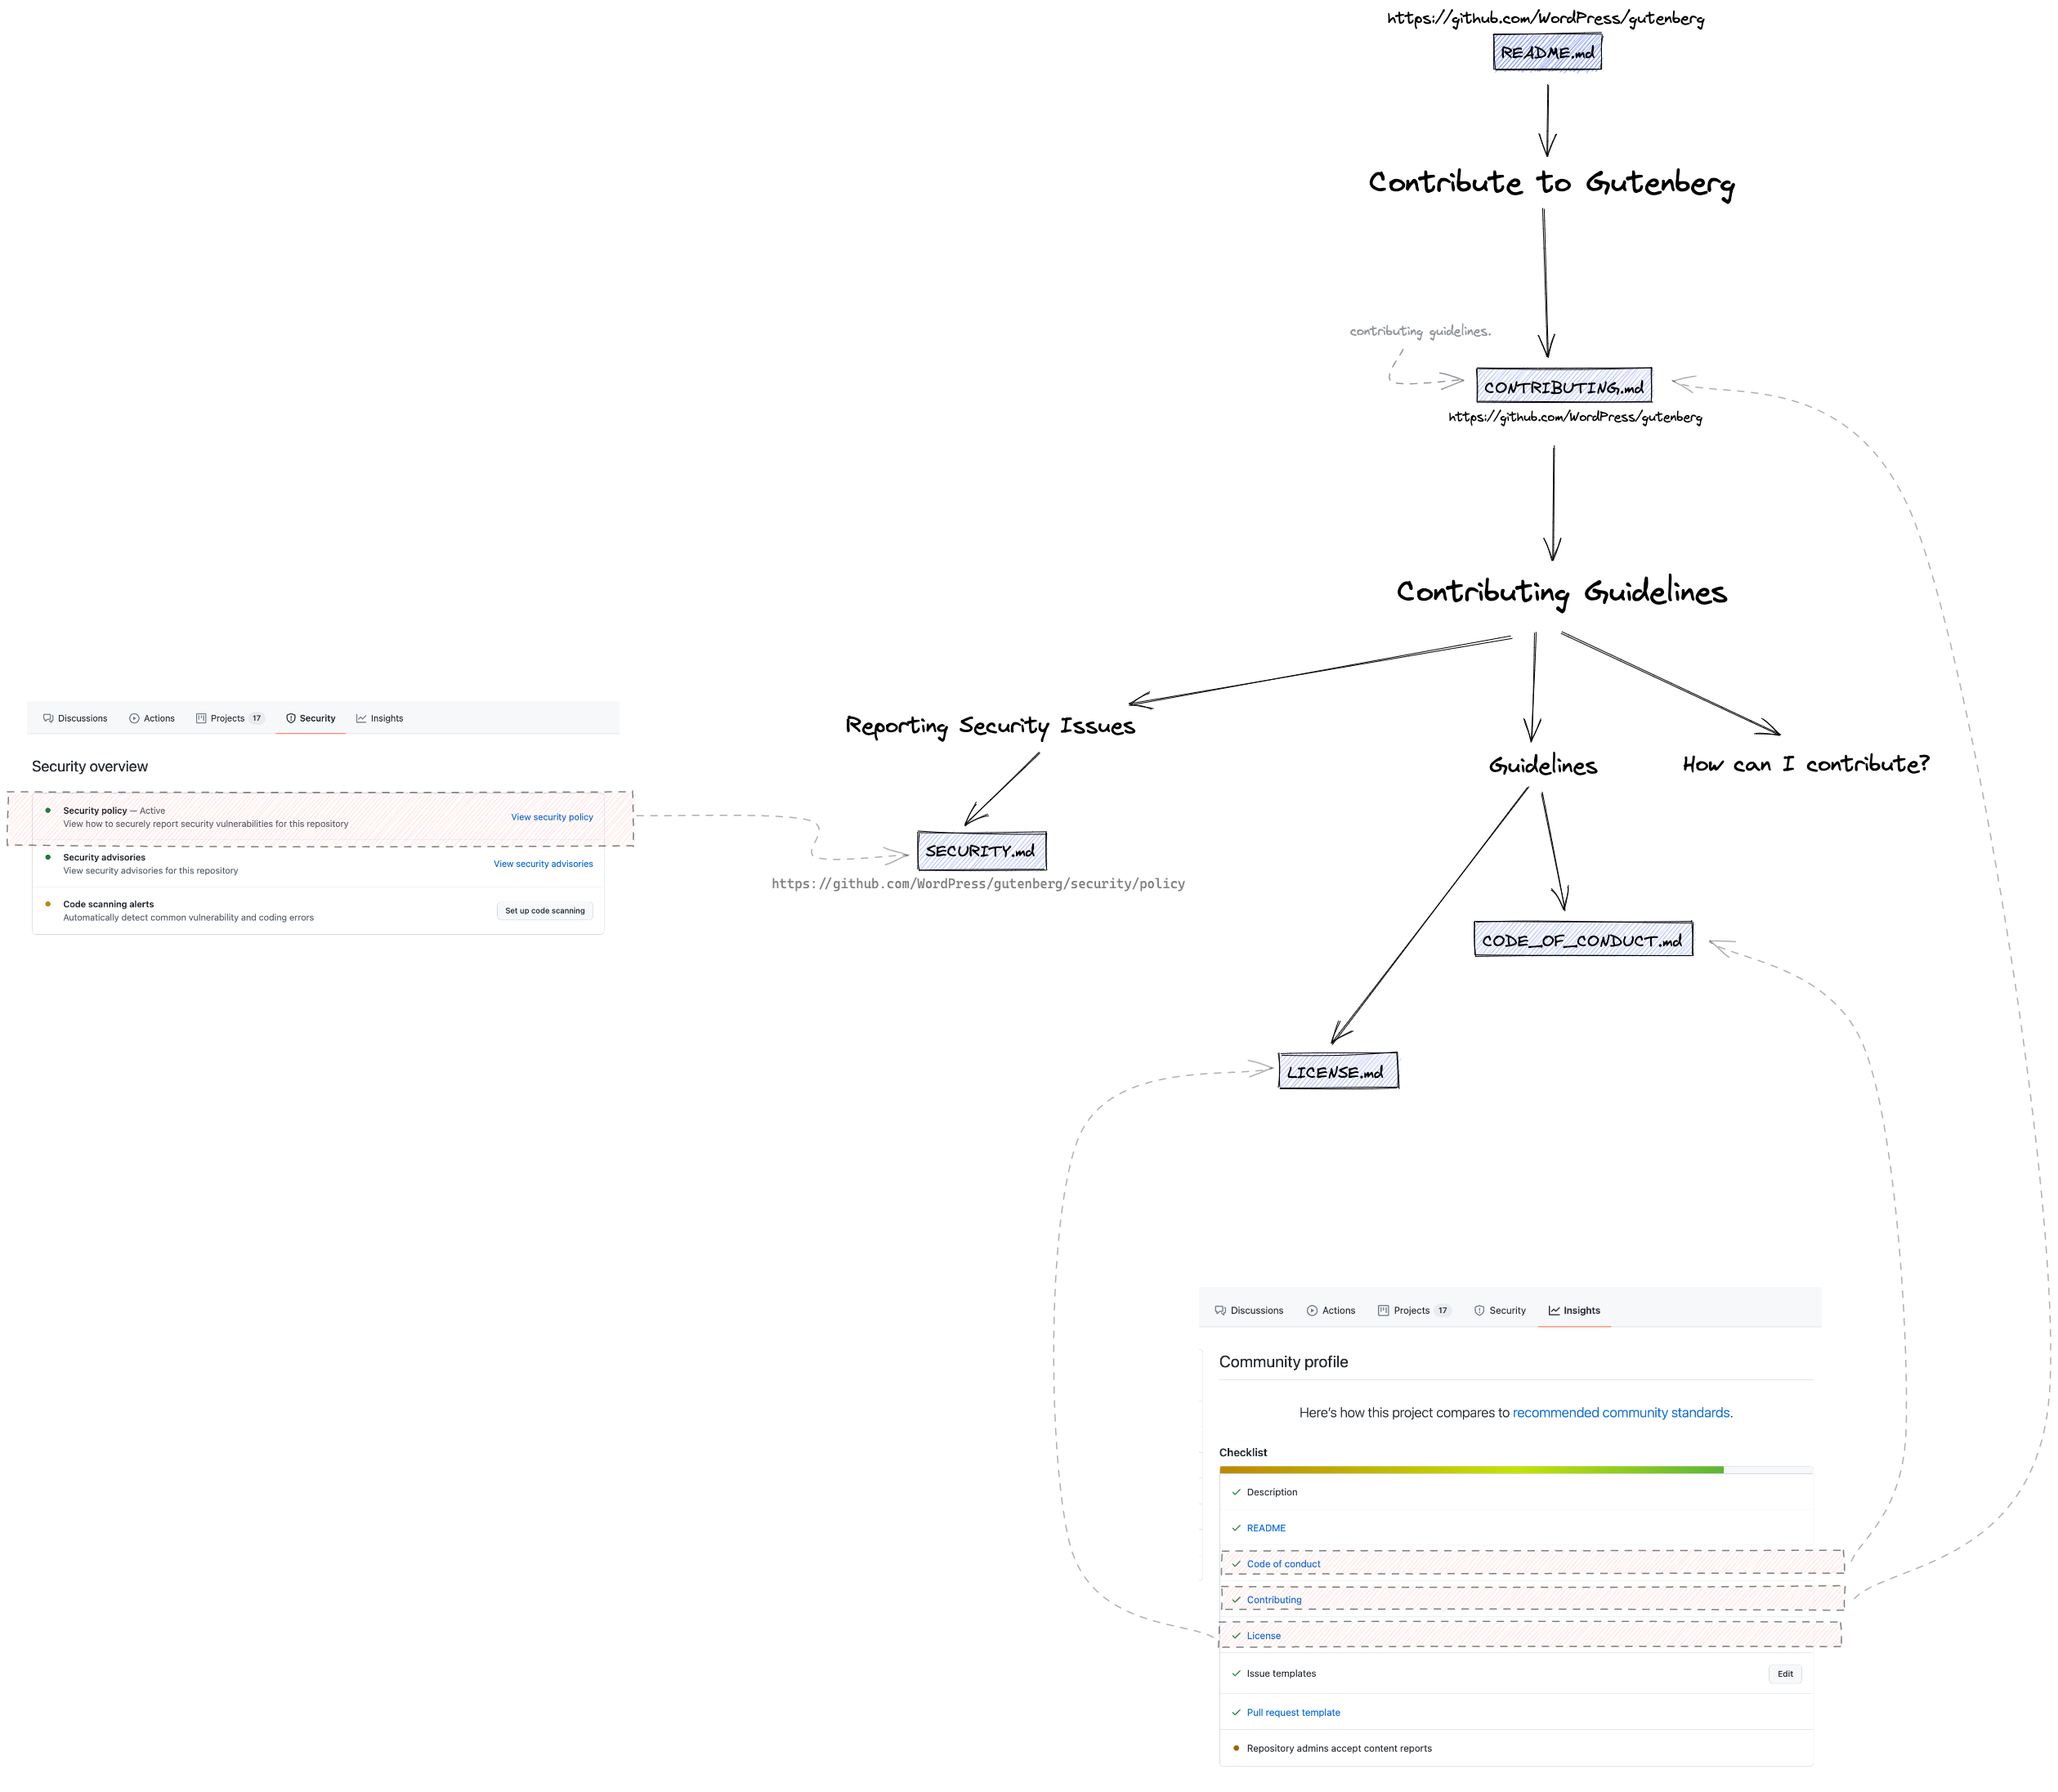 https://github.com/WordPress/gutenberg
README.md
Contribute to Gutenberg
contributing guidelines.
CONTRIBUTING.md
https://github.com/WordPress/gutenberg
Contributing Guidelines
Reporting Security Issues
Guidelines
How can I contribute?
SECURITY.md
https://github.com/WordPress/gutenberg/security/policy
CODE_OF_CONDUCT.md
LICENSE.md
Discussions Actions Projects 17 Security Insights
Security overview
Security policy — Active
View how to securely report security vulnerabilities for this repository
View security policy
Security advisories
View security advisories for this repository
View security advisories
Code scanning alerts
Automatically detect common vulnerability and coding errors
Set up code scanning
Discussions Actions Projects 17 Security Insights
Community profile
Here's how this project compares to recommended community standards.
Checklist
Description
README
Code of conduct
Contributing
License
Issue templates Edit
Pull request template
Repository admins accept content reports